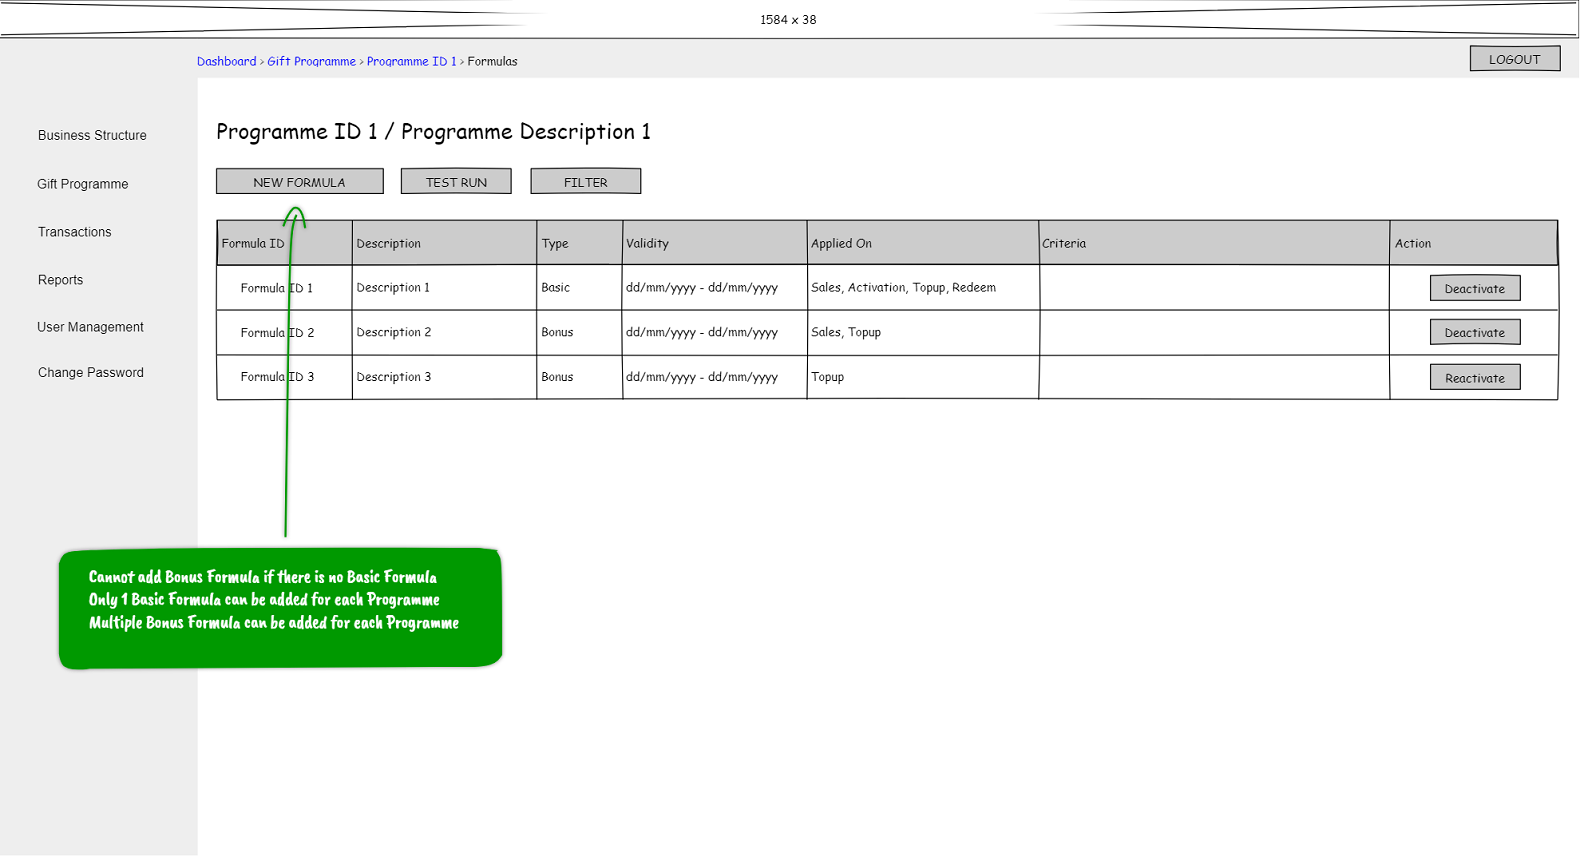 1584 x 38
Dashboard > Gift Programme > Programme ID 1 > Formulas
LOGOUT
Business Structure
Gift Programme
Transactions
Reports
User Management
Change Password
Programme ID 1 / Programme Description 1
NEW FORMULA TEST RUN FILTER
Formula ID Description Type Validity Applied On Criteria Action
Formula ID 1 Description 1 Basic dd/mm/yyyy - dd/mm/yyyy Sales, Activation, Topup, Redeem Deactivate
Formula ID 2 Description 2 Bonus dd/mm/yyyy - dd/mm/yyyy Sales, Topup Deactivate
Formula ID 3 Description 3 Bonus dd/mm/yyyy - dd/mm/yyyy Topup Reactivate
Cannot add Bonus Formula if there is no Basic Formula
Only 1 Basic Formula can be added for each Programme
Multiple Bonus Formula can be added for each Programme